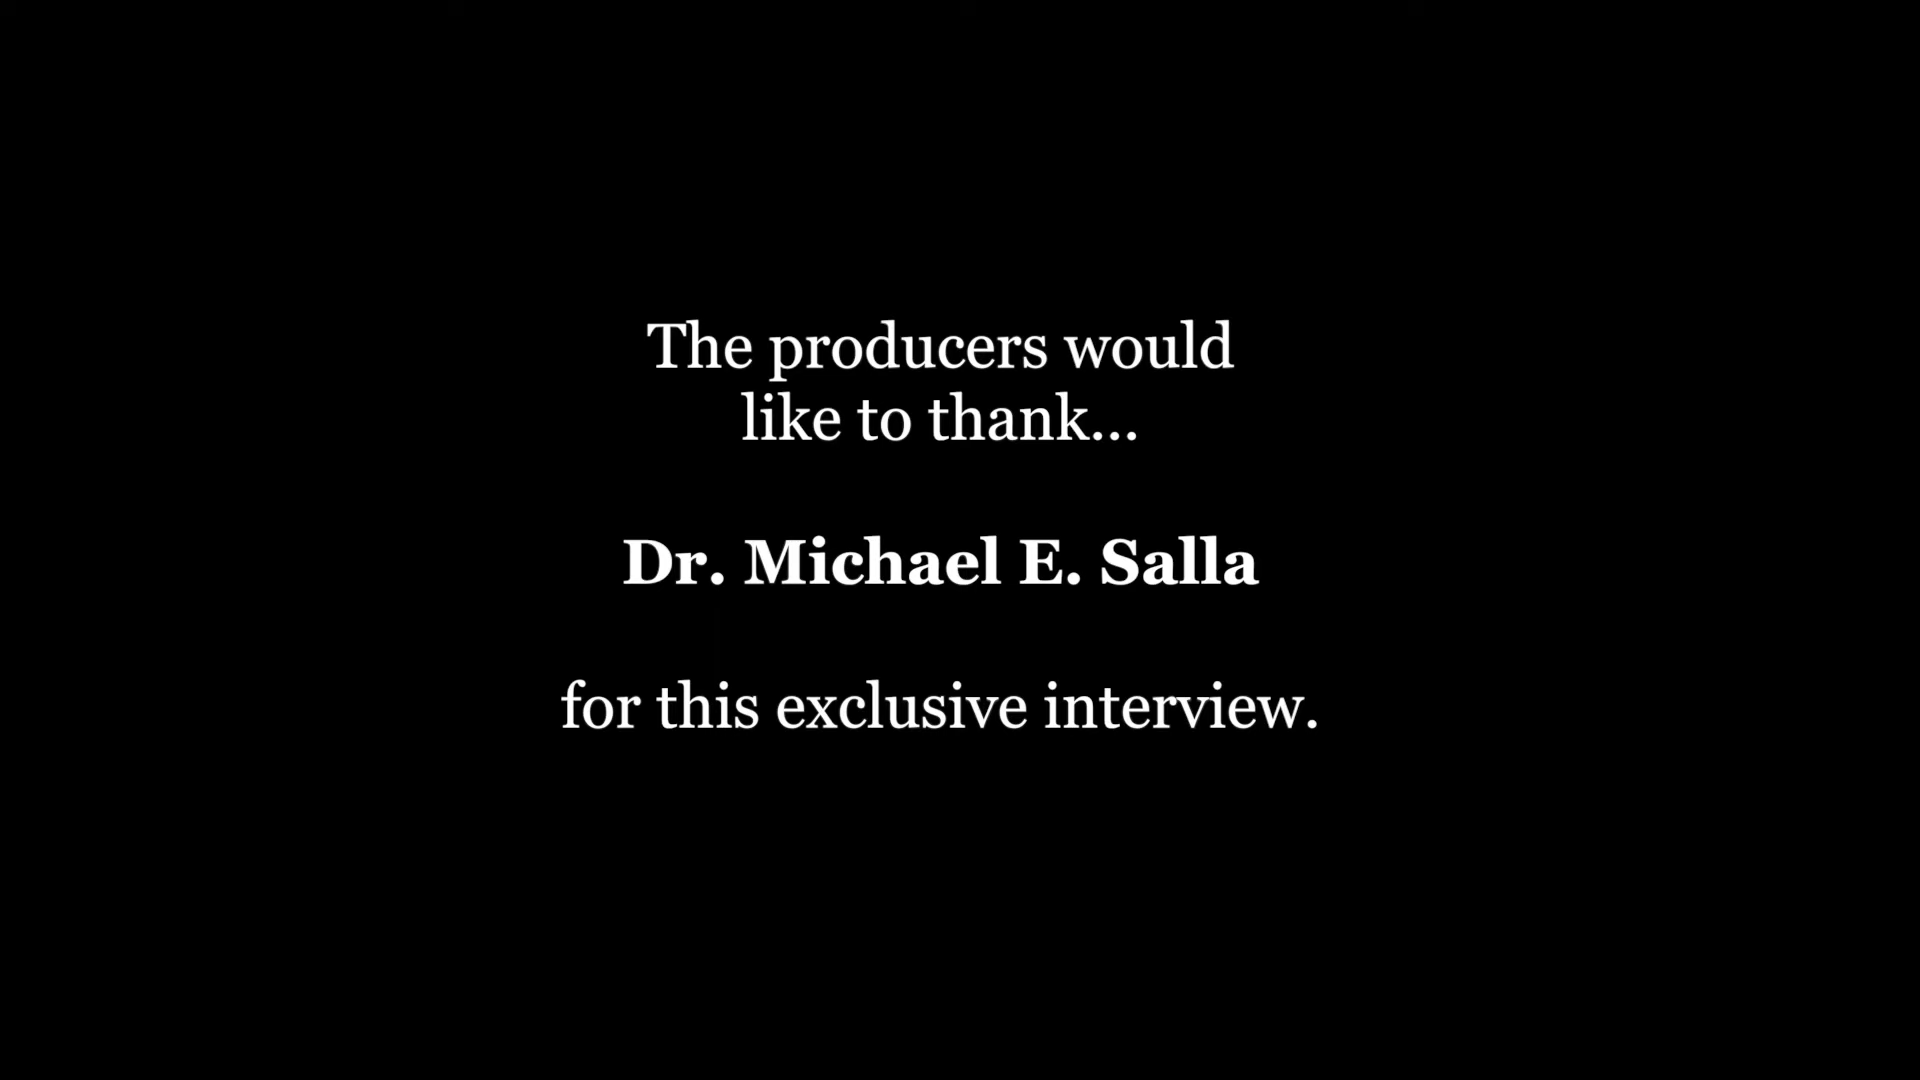 The producers would
like to thank...
Dr. Michael E. Salla
for this exclusive interview.